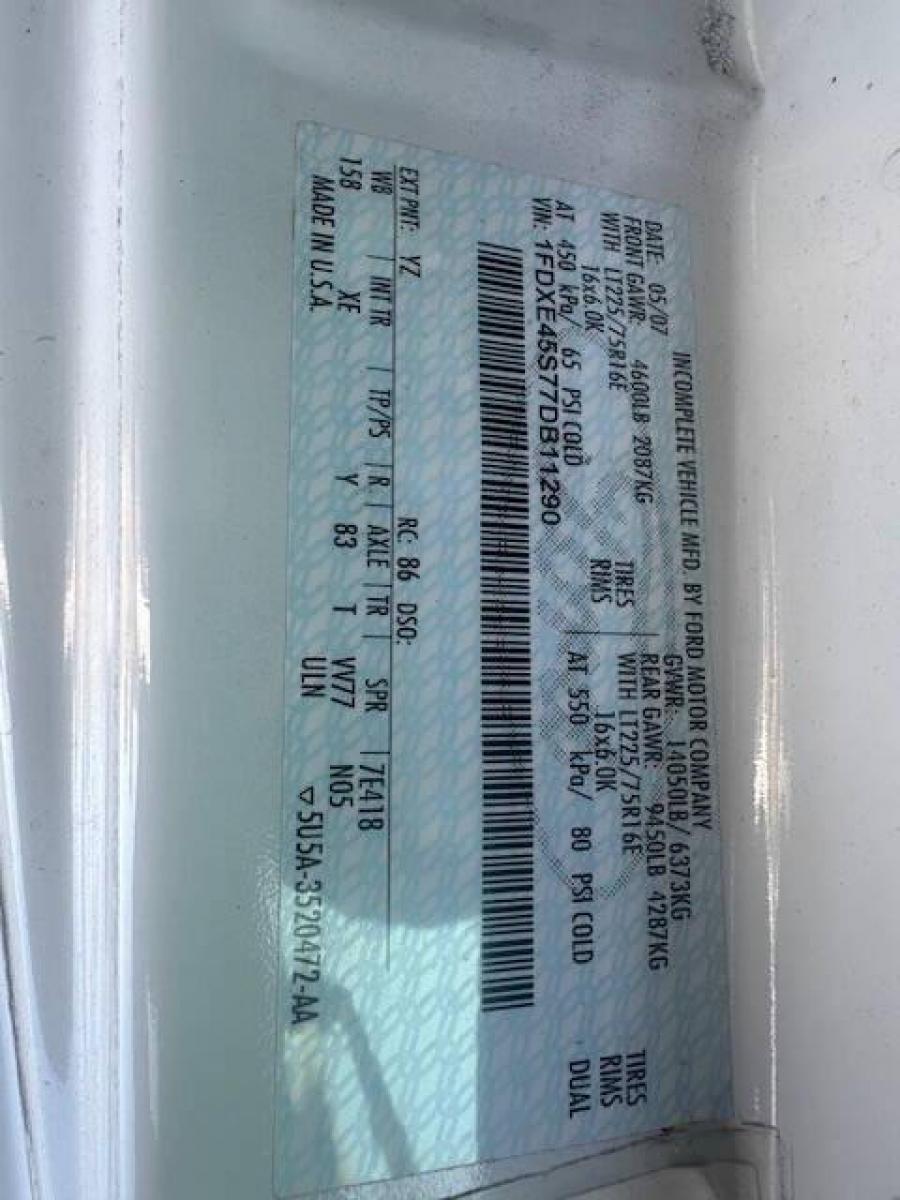 INCOMPLETE VEHICLE MFD. BY FORD MOTOR COMPANY
DATE: 05/07 GVWR: 14050LB/ 6373KG
FRONT GAWR: 4600LB 2087KG REAR GAWR: 9450LB 4287KG
WITH LT225/75R16E TIRES WITH LT225/75R16E TIRES
16x6.0K RIMS 16x6.0K RIMS
AT 450 kPa/ 65 PSI COLD AT 550 kPa/ 80 PSI COLD DUAL
VIN: 1FDXE45S77DB11290
EXT PNT: YZ RC: 86 DSO:
WB INT TR TP/PS R. AXLE TR SPR 7E418
158 XE Y 83 T VV77 N05
MADE IN U.S.A. ULN
▽5U5A-3520472-AA